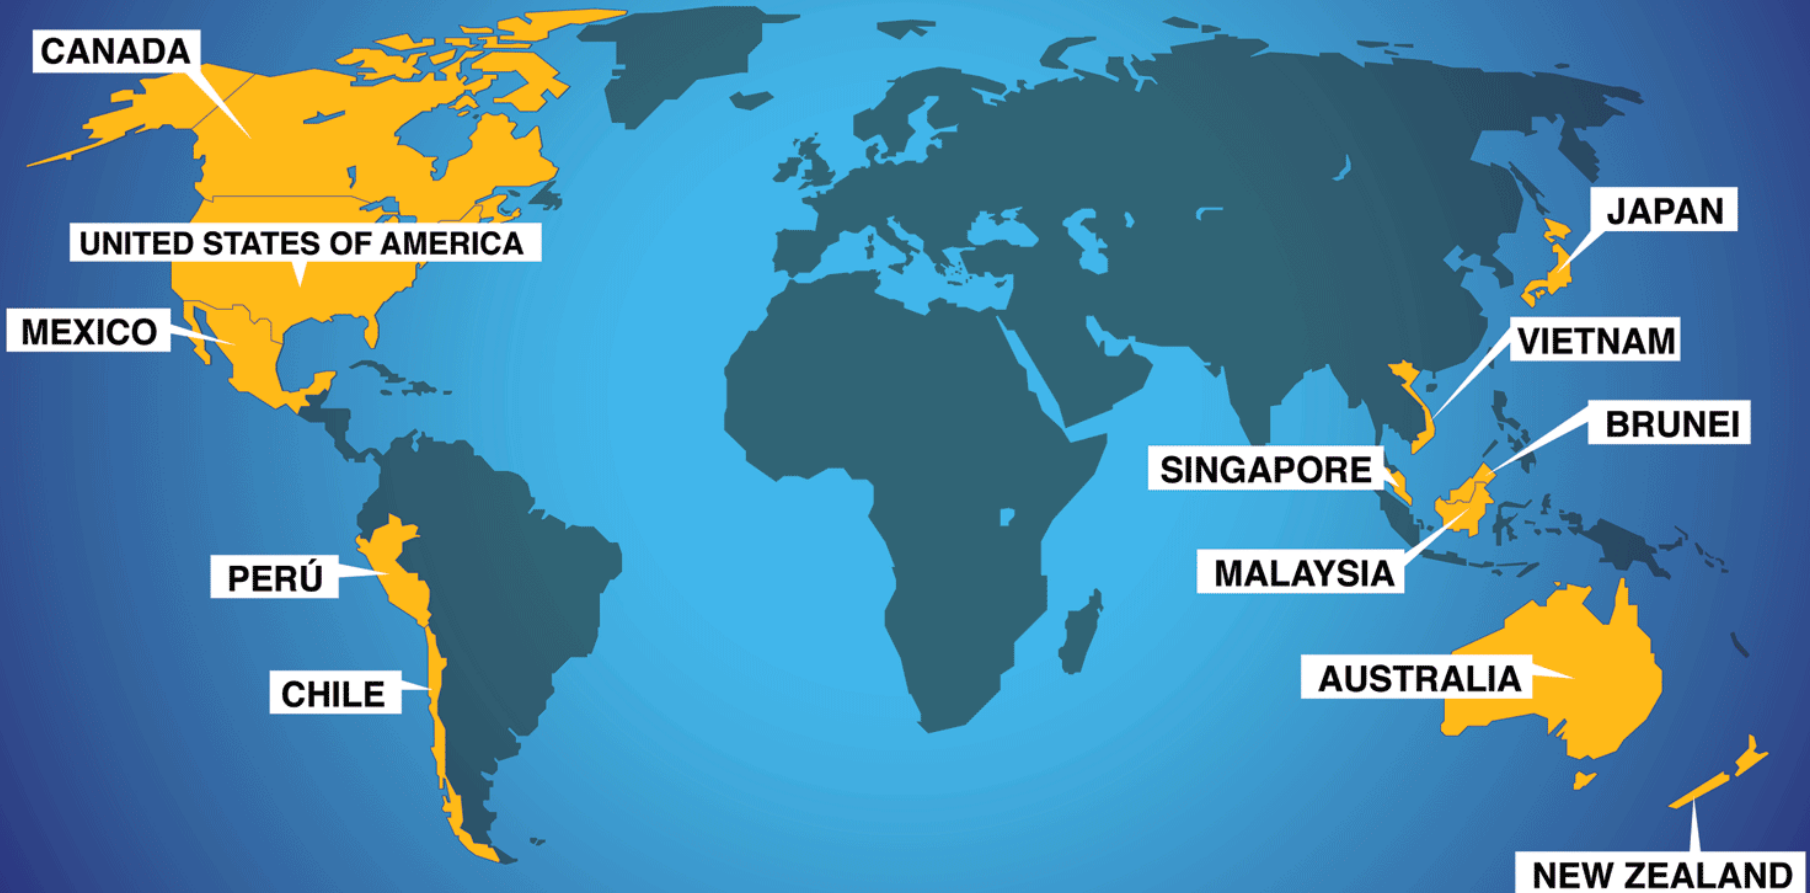 CANADA
UNITED STATES OF AMERICA
MEXICO
PERÚ
CHILE
JAPAN
VIETNAM
BRUNEI
SINGAPORE
MALAYSIA
AUSTRALIA
NEW ZEALAND